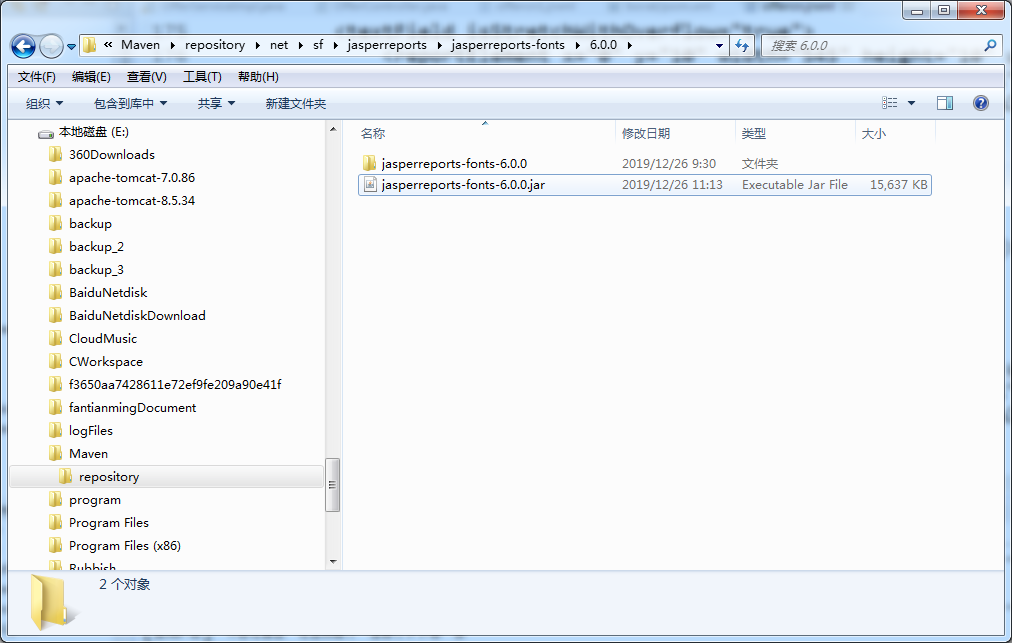 « Maven ▸ repository ▸ net ▸ sf ▸ jasperreports ▸ jasperreports-fonts ▸ 6.0.0 ▸
搜索 6.0.0
文件(F) 编辑(E) 查看(V) 工具(T) 帮助(H)
组织 包含到库中 共享 新建文件夹
本地磁盘 (E:)
360Downloads
apache-tomcat-7.0.86
apache-tomcat-8.5.34
backup
backup_2
backup_3
BaiduNetdisk
BaiduNetdiskDownload
CloudMusic
CWorkspace
f3650aa7428611e72ef9fe209a90e41f
fantianmingDocument
logFiles
Maven
repository
program
Program Files
Program Files (x86)
Rubbish
名称 修改日期 类型 大小
jasperreports-fonts-6.0.0 2019/12/26 9:30 文件夹
jasperreports-fonts-6.0.0.jar 2019/12/26 11:13 Executable Jar File 15,637 KB
2 个对象